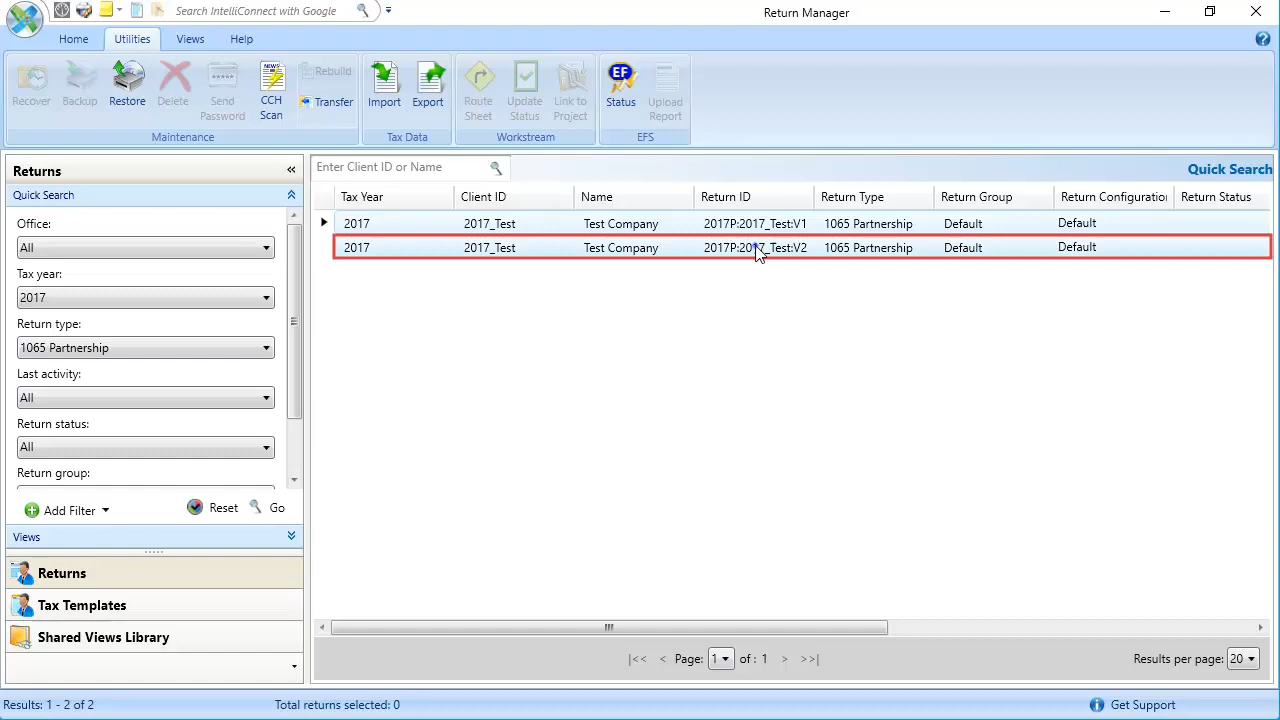 Search IntelliConnect with Google
Return Manager
Home Utilities Views Help
Recover Backup Restore Delete Send Password NEWS CCH Scan Rebuild Transfer
Import Export
Route Sheet Update Status Link to Project
EF Status Upload Report
Maintenance Tax Data Workstream EFS
Returns
Quick Search
Office:
All
Tax year:
2017
Return type:
1065 Partnership
Last activity:
All
Return status:
All
Return group:
Add Filter Reset Go
Views
Returns
Tax Templates
Shared Views Library
Enter Client ID or Name Quick Search
Tax Year Client ID Name Return ID Return Type Return Group Return Configuratio Return Status
2017 2017_Test Test Company 2017P:2017_Test:V1 1065 Partnership Default Default
2017 2017_Test Test Company 2017P:2017_Test:V2 1065 Partnership Default Default
|<< < Page: 1 of : 1 > >>| Results per page: 20
Results: 1 - 2 of 2 Total returns selected: 0 Get Support